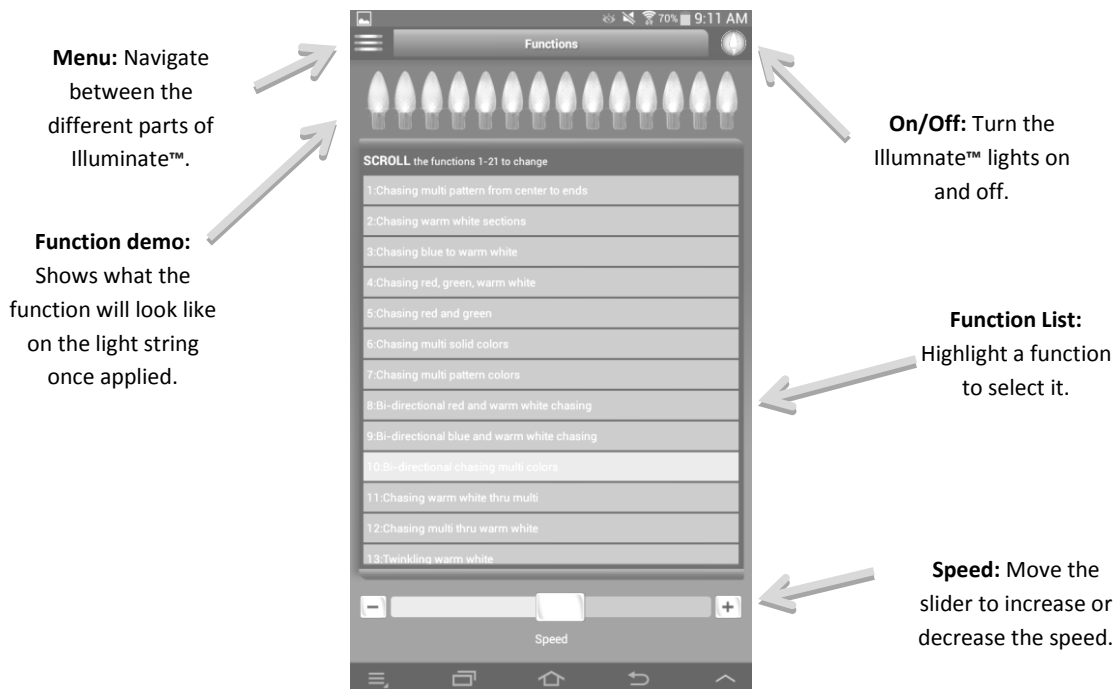 70% 9:11 AM
Functions
Menu: Navigate
between the
different parts of
Illuminate™.
On/Off: Turn the
Illumnate™ lights on
and off.
Function demo:
Shows what the
function will look like
on the light string
once applied.
SCROLL the functions 1-21 to change
1:Chasing multi pattern from center to ends
2:Chasing warm white sections
3:Chasing blue to warm white
4:Chasing red, green, warm white
5:Chasing red and green
6:Chasing multi solid colors
7:Chasing multi pattern colors
8:Bi-directional red and warm white chasing
9:Bi-directional blue and warm white chasing
10:Bi-directional chasing multi colors
11:Chasing warm white thru multi
12:Chasing multi thru warm white
13:Twinkling warm white
Function List:
Highlight a function
to select it.
Speed
Speed: Move the
slider to increase or
decrease the speed.